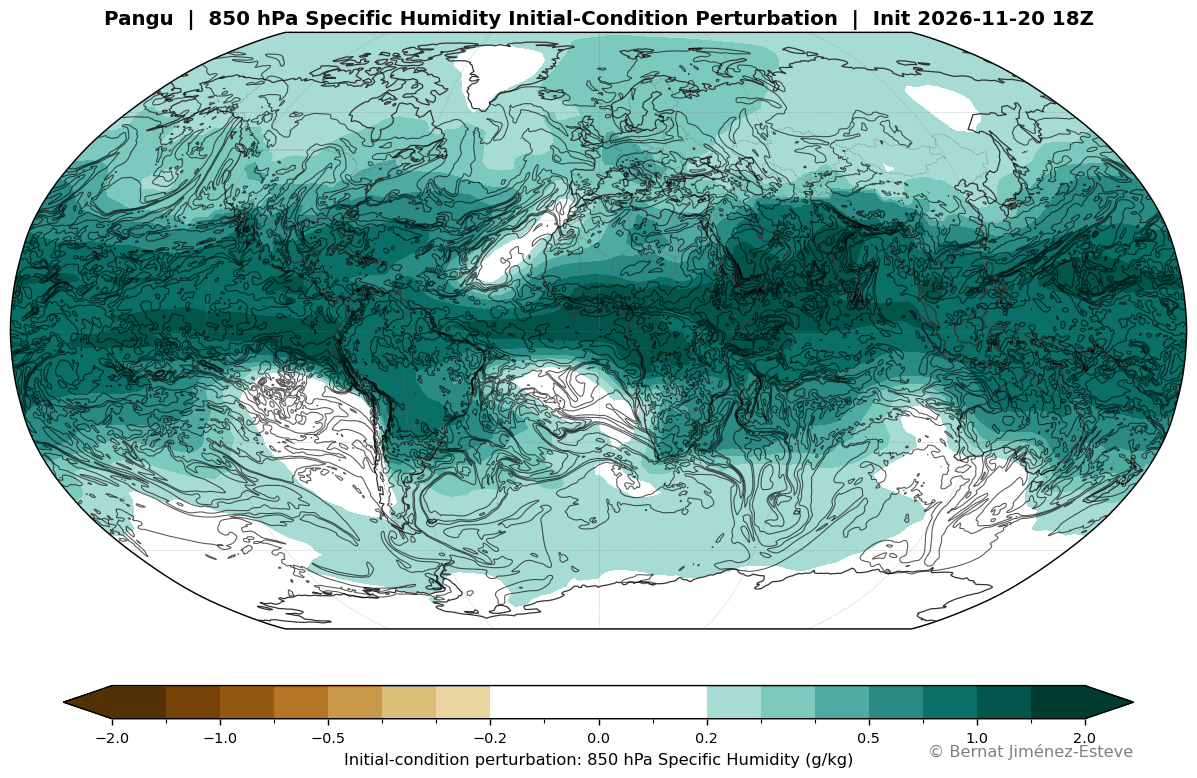 Pangu | 850 hPa Specific Humidity Initial-Condition Perturbation | Init 2026-11-20 18Z
−2.0 −1.0 −0.5 −0.2 0.0 0.2 0.5 1.0 2.0
© Bernat Jiménez-Esteve
Initial-condition perturbation: 850 hPa Specific Humidity (g/kg)